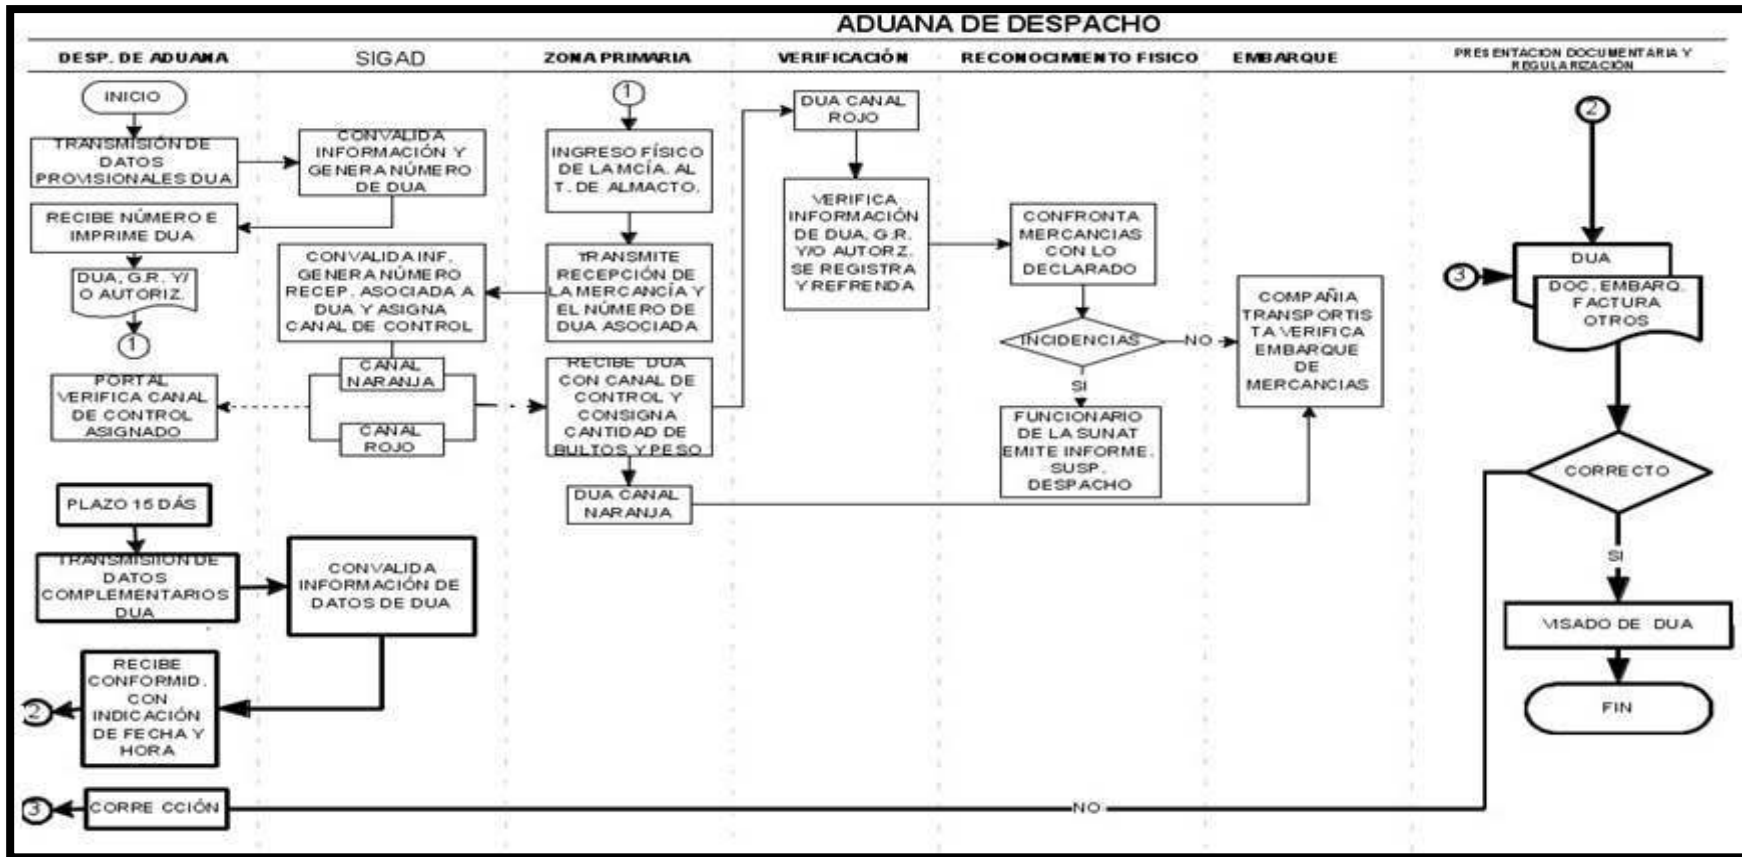 ADUANA DE DESPACHO
DESP. DE ADUANA
SIGAD
ZONA PRIMARIA
VERIFICACIÓN
RECONOCIMIENTO FISICO
EMBARQUE
PRESENTACION DOCUMENTARIA Y
REGULARIZACIÓN
INICIO
TRANSMISIÓN DE
DATOS
PROVISIONALES DUA
RECIBE NÚMERO E
IMPRIME DUA
DUA, G.R. Y/
O AUTORIZ.
1
PORTAL
VERIFICA CANAL
DE CONTROL
ASIGNADO
PLAZO 15 DÁS
TRANSMISIION DE
DATOS
COMPLEMENTARIOS
DUA
RECIBE
CONFORMID.
CON
INDICACIÓN
DE FECHA Y
HORA
2
CORRE CCIÓN
3
CONVALIDA
INFORMACIÓN Y
GENERA NÚMERO
DE DUA
CONVALIDA INF.
GENERA NÚMERO
RECEP. ASOCIADA A
DUA Y ASIGNA
CANAL DE CONTROL
CANAL
NARANJA
CANAL
ROJO
CONVALIDA
INFORMACIÓN DE
DATOS DE DUA
1
INGRESO FÍSICO
DE LA MCÍA. AL
T. DE ALMACTO.
TRANSMITE
RECEPCIÓN DE
LA MERCANCÍA Y
EL NÚMERO DE
DUA ASOCIADA
RECIBE DUA
CON CANAL DE
CONTROL Y
CONSIGNA
CANTIDAD DE
BULTOS Y PESO
DUA CANAL
NARANJA
DUA CANAL
ROJO
VERIFICA
INFORMACIÓN
DE DUA, G.R.
Y/O AUTORZ.
SE REGISTRA
Y REFRENDA
CONFRONTA
MERCANCIAS
CON LO
DECLARADO
INCIDENCIAS
NO
SI
FUNCIONARIO
DE LA SUNAT
EMITE INFORME.
SUSP.
DESPACHO
COMPAÑIA
TRANSPORTIS
TA VERIFICA
EMBARQUE
DE
MERCANCIAS
2
3
DUA
DOC. EMBARQ.
FACTURA
OTROS
CORRECTO
SI
NO
VISADO DE DUA
FIN